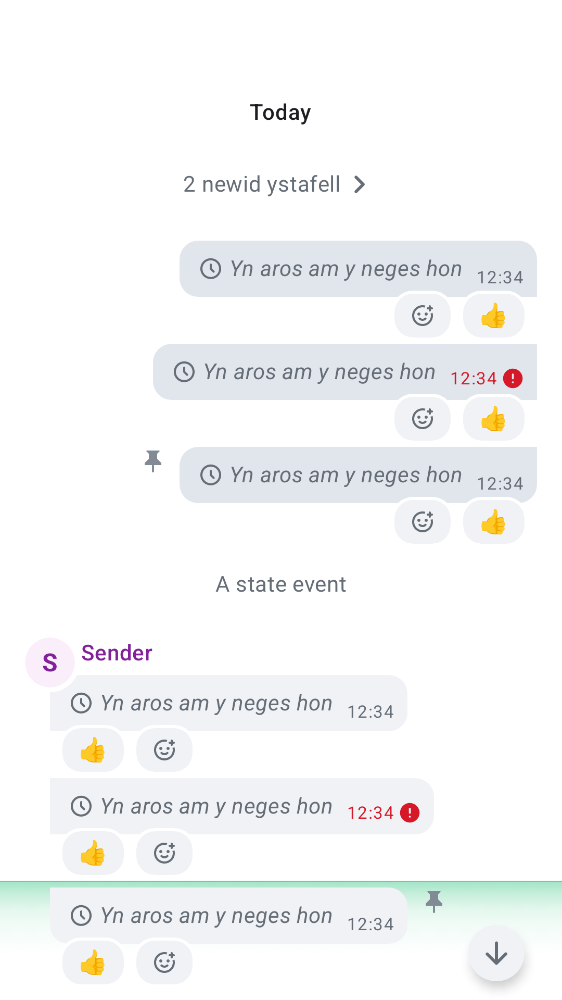 Today
2 newid ystafell
Yn aros am y neges hon 12:34
👍
Yn aros am y neges hon 12:34
👍
Yn aros am y neges hon 12:34
👍
A state event
S Sender
Yn aros am y neges hon 12:34
👍
Yn aros am y neges hon 12:34
👍
Yn aros am y neges hon 12:34
👍